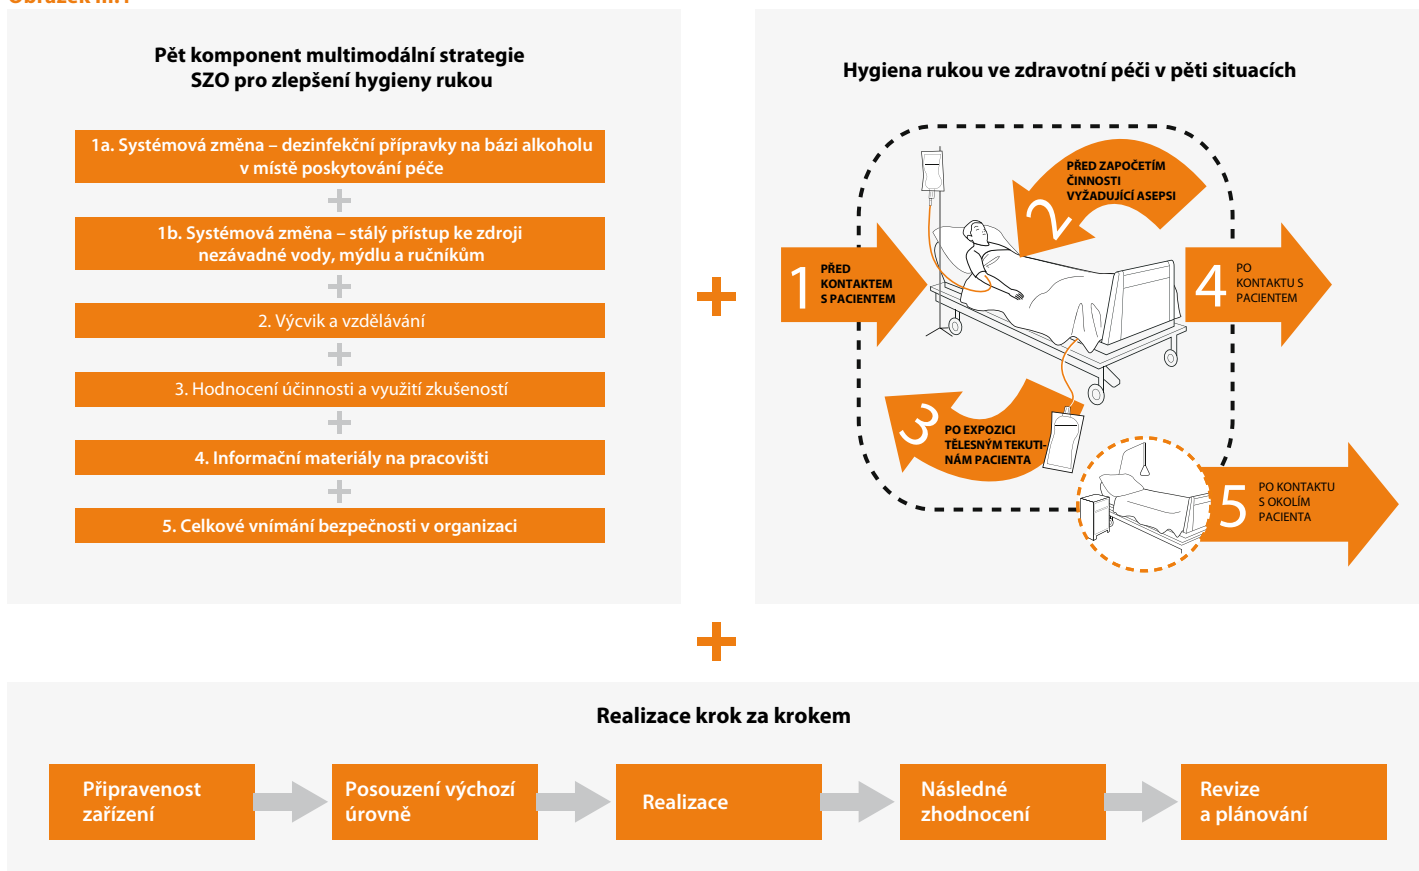 Pět komponent multimodální strategie
SZO pro zlepšení hygieny rukou
1a. Systémová změna – dezinfekční přípravky na bázi alkoholu
v místě poskytování péče
1b. Systémová změna – stálý přístup ke zdroji
nezávadné vody, mýdlu a ručníkům
2. Výcvik a vzdělávání
3. Hodnocení účinnosti a využití zkušeností
4. Informační materiály na pracovišti
5. Celkové vnímání bezpečnosti v organizaci
Hygiena rukou ve zdravotní péči v pěti situacích
1
PŘED
KONTAKTEM
S PACIENTEM
2
PŘED ZAPOČETÍM
ČINNOSTI
VYŽADUJÍCÍ ASEPSI
3
PO EXPOZICI
TĚLESNÝM TEKUTI-
NÁM PACIENTA
4
PO
KONTAKTU S
PACIENTEM
5
PO KONTAKTU
S OKOLÍM
PACIENTA
Realizace krok za krokem
Připravenost
zařízení
Posouzení výchozí
úrovně
Realizace
Následné
zhodnocení
Revize
a plánování